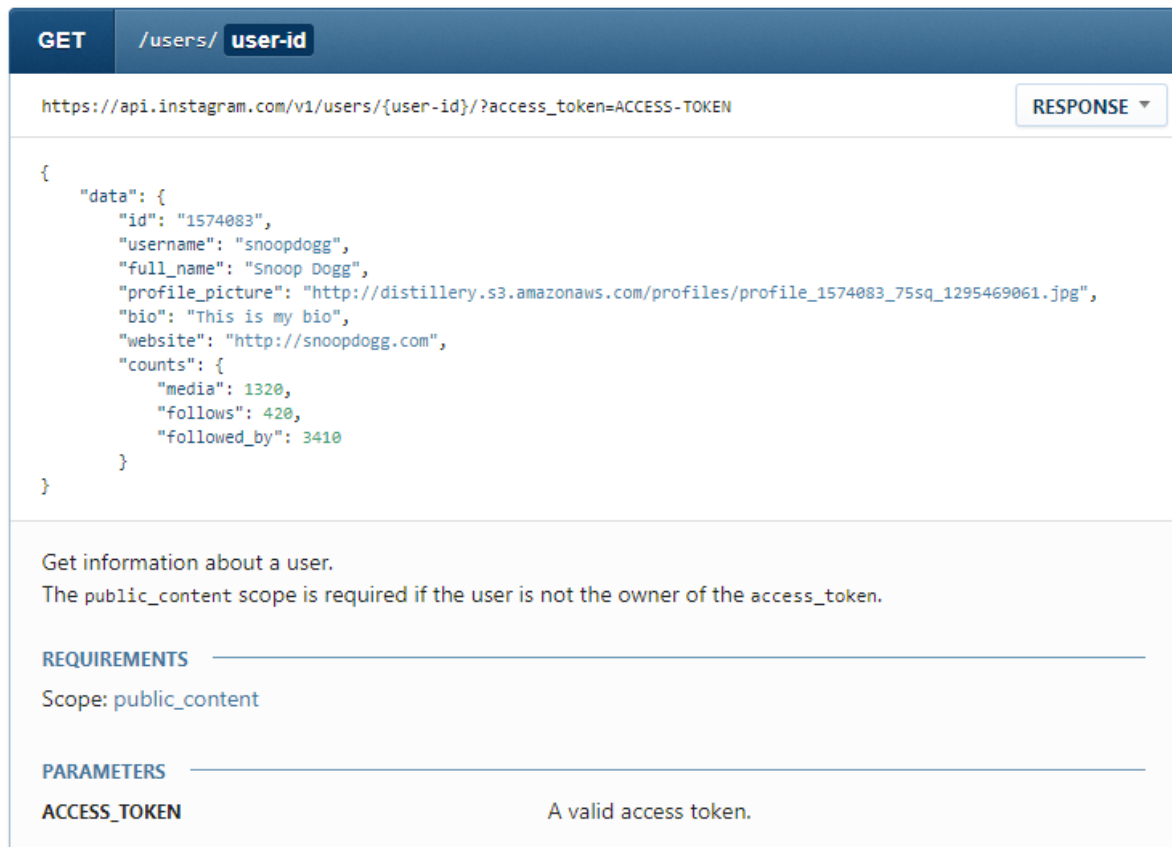 GET /users/ user-id
https://api.instagram.com/v1/users/{user-id}/?access_token=ACCESS-TOKEN RESPONSE
{
    "data": {
        "id": "1574083",
        "username": "snoopdogg",
        "full_name": "Snoop Dogg",
        "profile_picture": "http://distillery.s3.amazonaws.com/profiles/profile_1574083_75sq_1295469061.jpg",
        "bio": "This is my bio",
        "website": "http://snoopdogg.com",
        "counts": {
            "media": 1320,
            "follows": 420,
            "followed_by": 3410
        }
}
Get information about a user.
The public_content scope is required if the user is not the owner of the access_token.
REQUIREMENTS
Scope: public_content
PARAMETERS
ACCESS_TOKEN A valid access token.